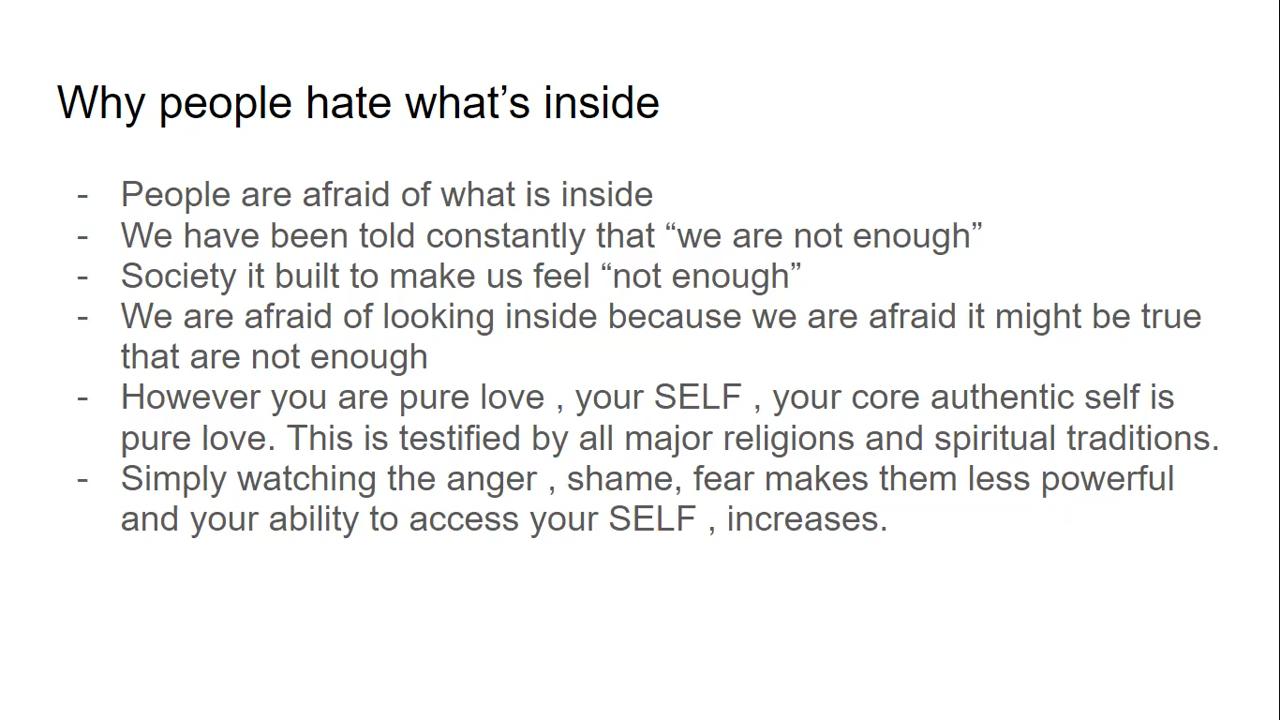 Why people hate what’s inside
- People are afraid of what is inside
- We have been told constantly that “we are not enough”
- Society it built to make us feel “not enough”
- We are afraid of looking inside because we are afraid it might be true
that are not enough
- However you are pure love , your SELF , your core authentic self is
pure love. This is testified by all major religions and spiritual traditions.
- Simply watching the anger , shame, fear makes them less powerful
and your ability to access your SELF , increases.